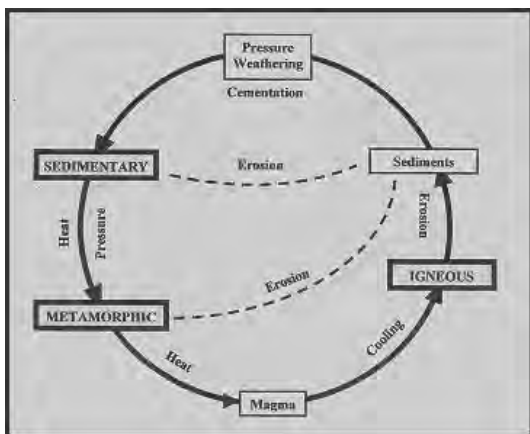 Pressure
Weathering
Cementation
SEDIMENTARY
Erosion
Sediments
Heat
Pressure
Erosion
Erosion
IGNEOUS
METAMORPHIC
Heat
Cooling
Magma